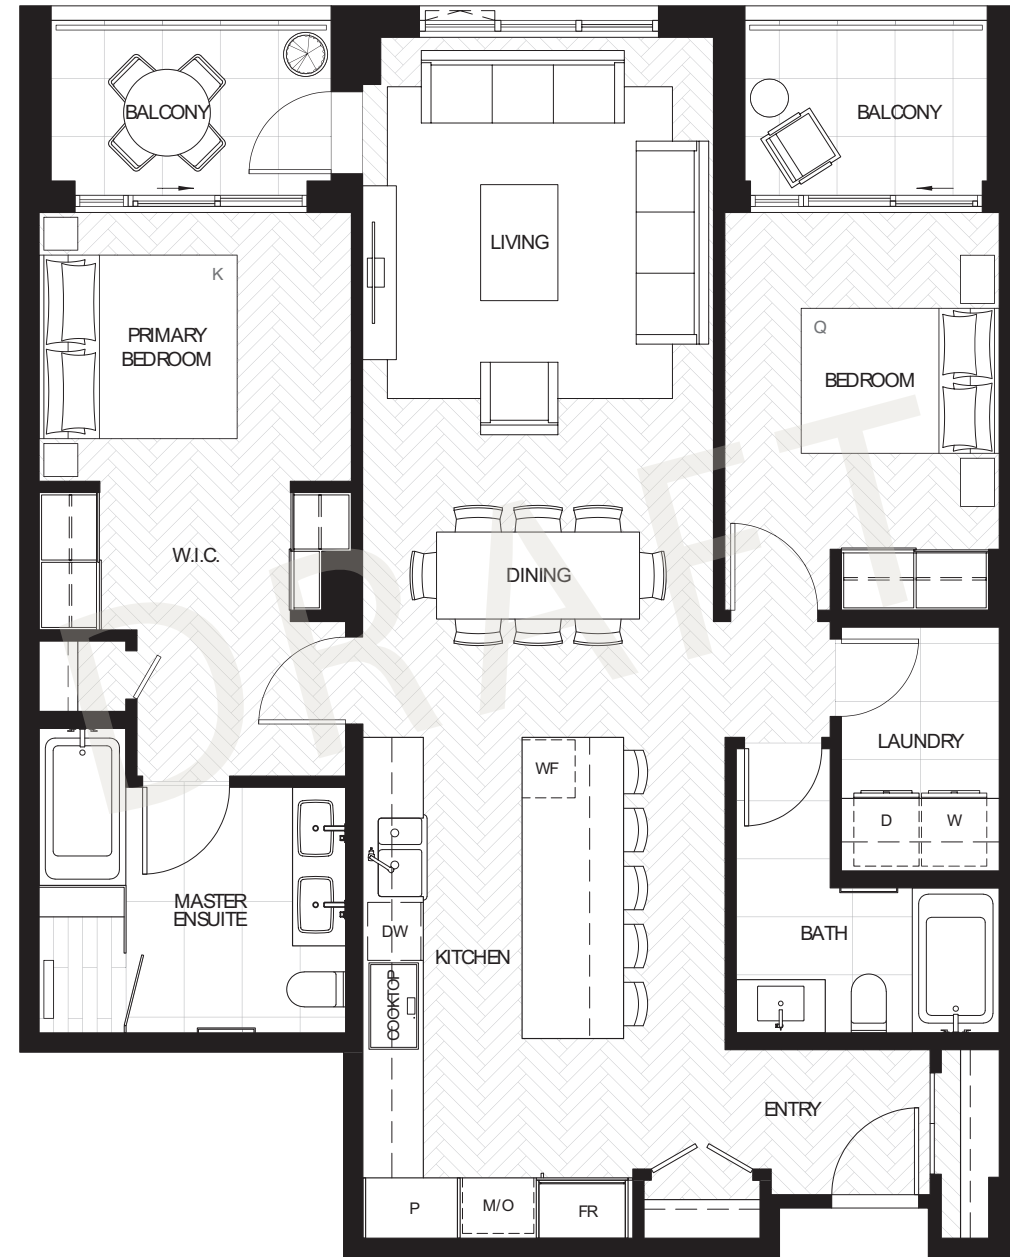 BALCONY
BALCONY
LIVING
K
PRIMARY
BEDROOM
Q
BEDROOM
W.I.C.
DINING
DRAFT
LAUNDRY
WF
D
W
MASTER
ENSUITE
DW
KITCHEN
BATH
COOKTOP
ENTRY
P
M/O
FR